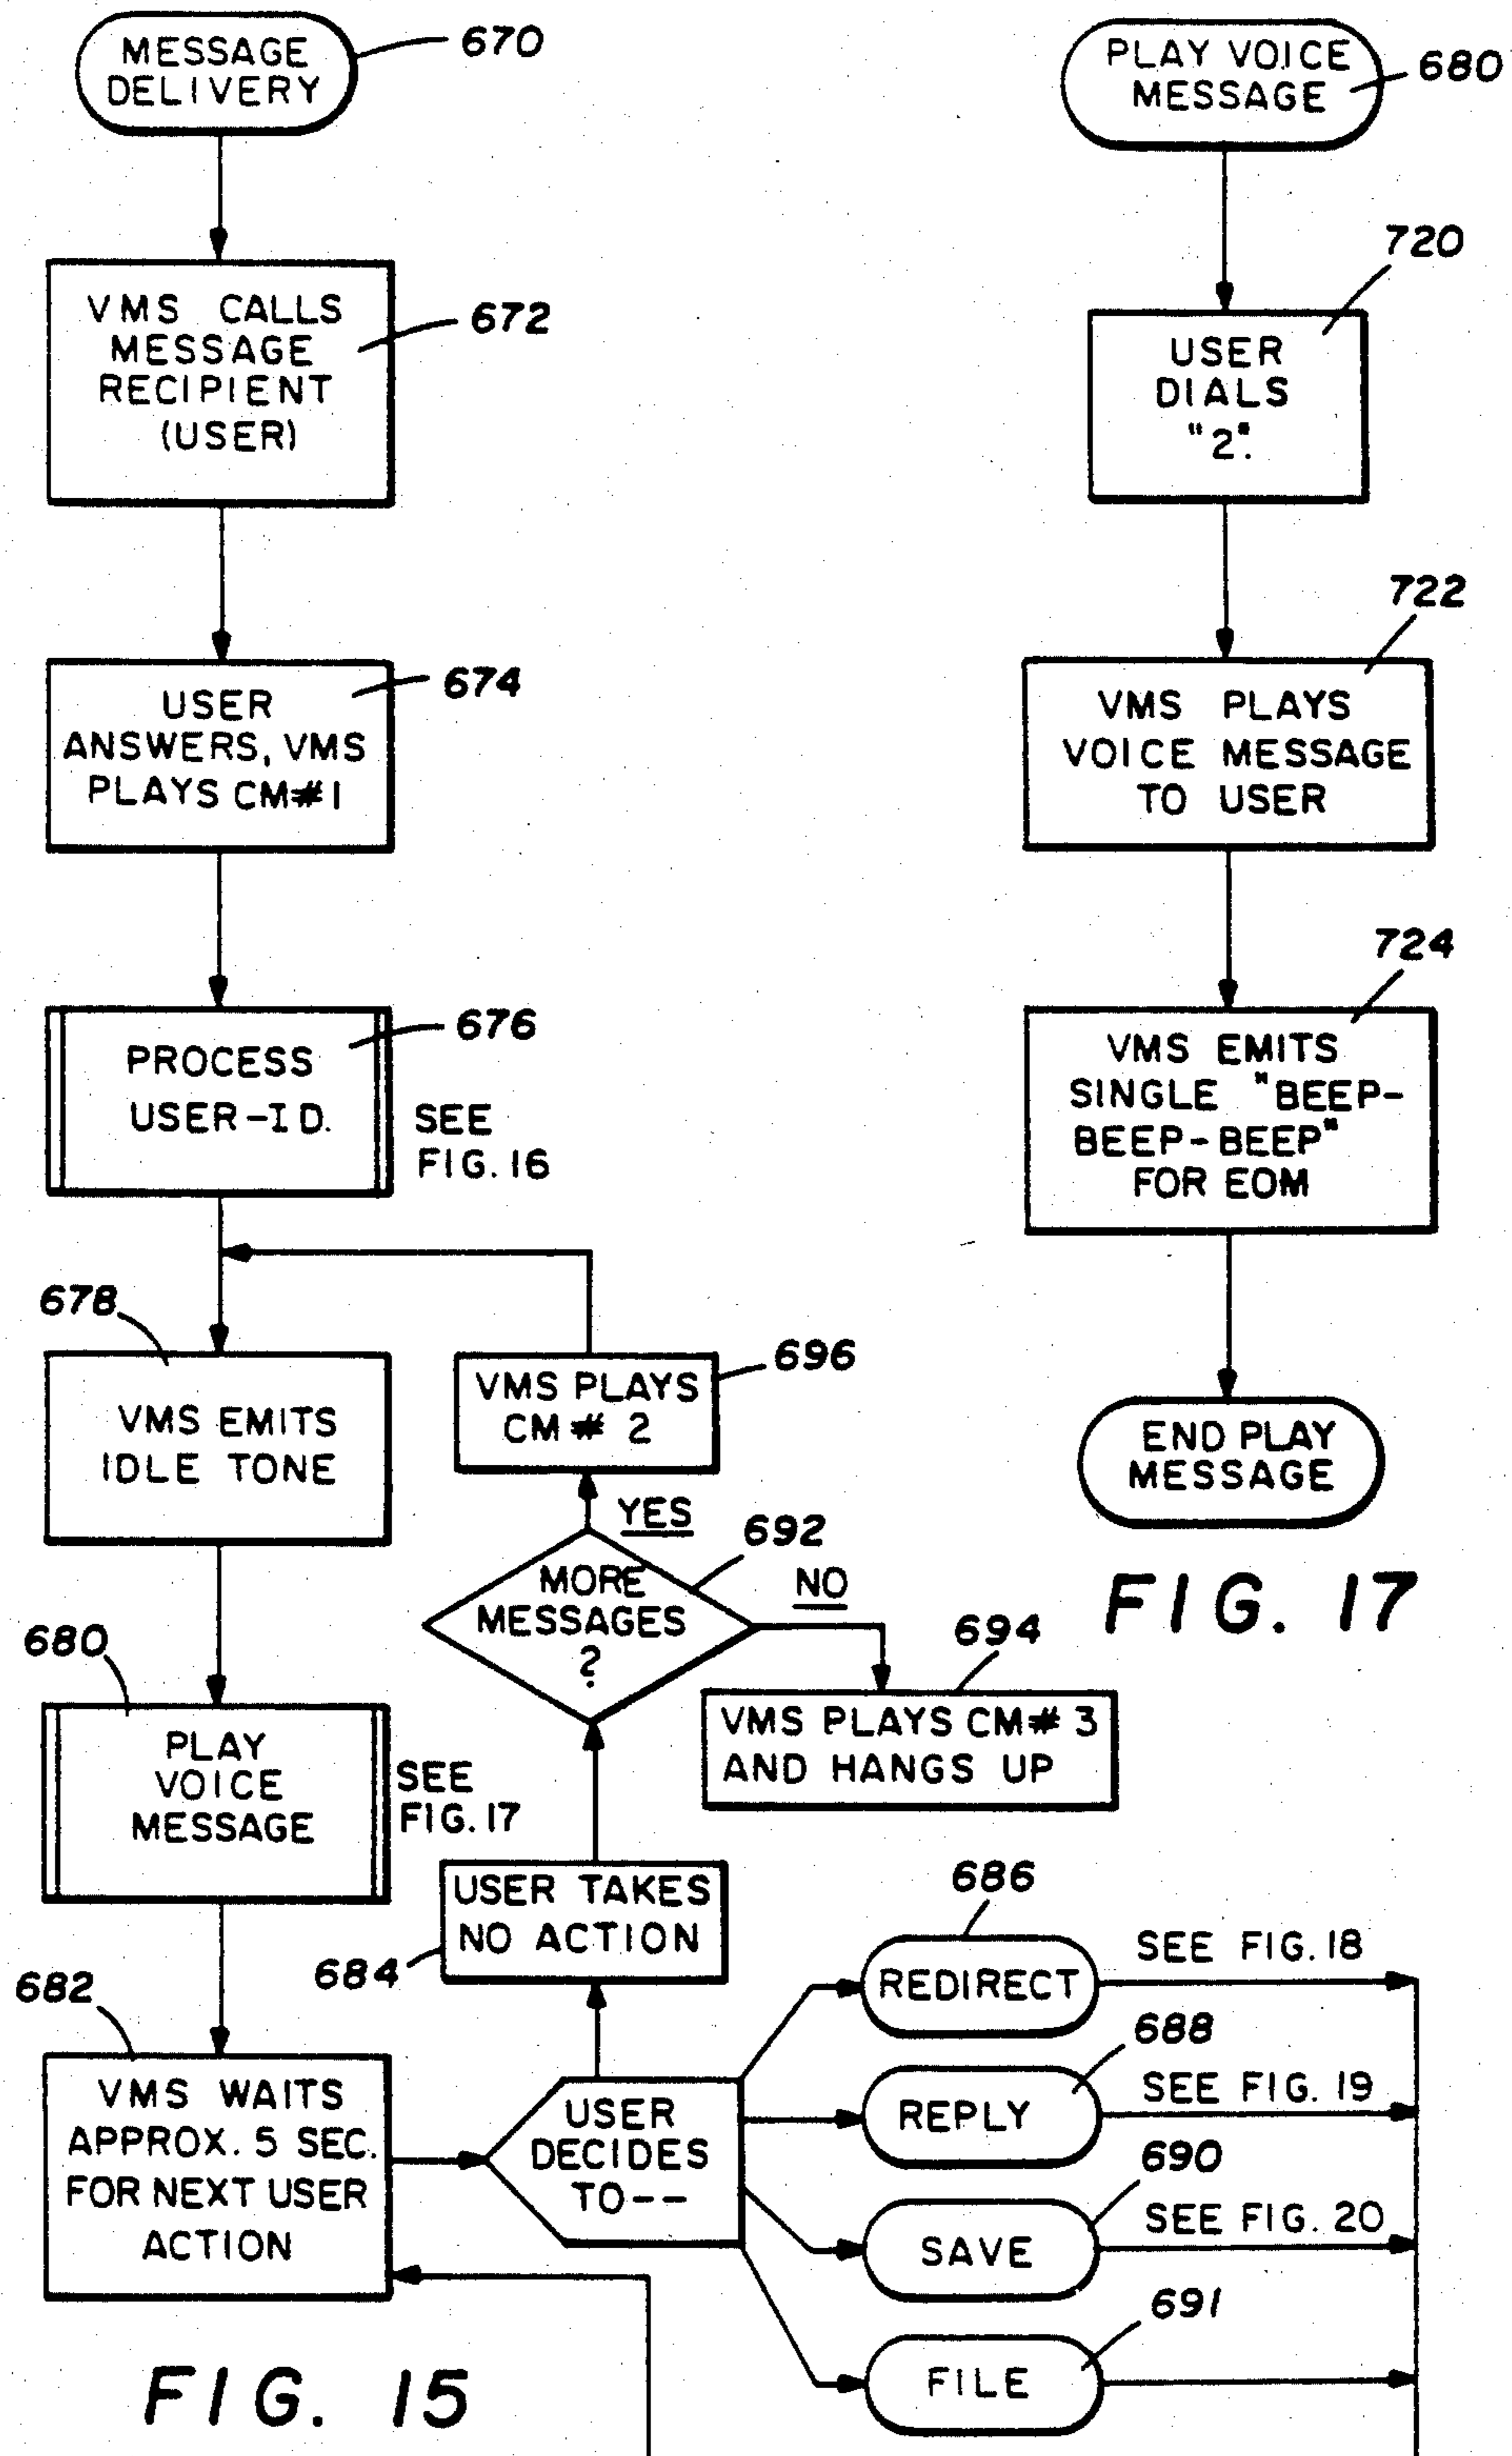 MESSAGE
DELIVERY
670
VMS CALLS
MESSAGE
RECIPIENT
(USER)
672
USER
ANSWERS, VMS
PLAYS CM#1
674
PROCESS
USER-ID.
676
SEE
FIG. 16
678
VMS EMITS
IDLE TONE
VMS PLAYS
CM # 2
696
YES
MORE
MESSAGES
?
692
NO
694
VMS PLAYS CM# 3
AND HANGS UP
680
PLAY
VOICE
MESSAGE
SEE
FIG. 17
USER TAKES
NO ACTION
684
682
VMS WAITS
APPROX. 5 SEC.
FOR NEXT USER
ACTION
USER
DECIDES
TO--
686
REDIRECT
SEE FIG. 18
688
REPLY
SEE FIG. 19
690
SAVE
SEE FIG. 20
691
FILE
FIG. 15
PLAY VOICE
MESSAGE
680
720
USER
DIALS
"2".
722
VMS PLAYS
VOICE MESSAGE
TO USER
724
VMS EMITS
SINGLE "BEEP-
BEEP-BEEP"
FOR EOM
END PLAY
MESSAGE
FIG. 17